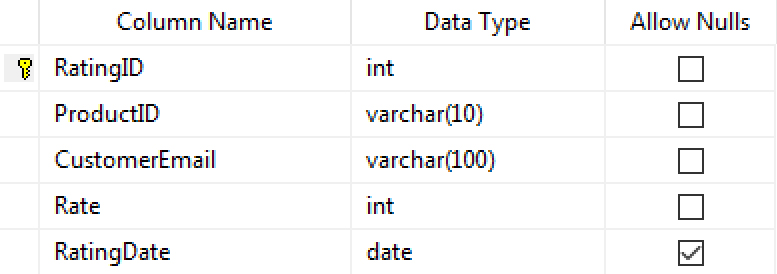 Column Name Data Type Allow Nulls
RatingID int
ProductID varchar(10)
CustomerEmail varchar(100)
Rate int
RatingDate date